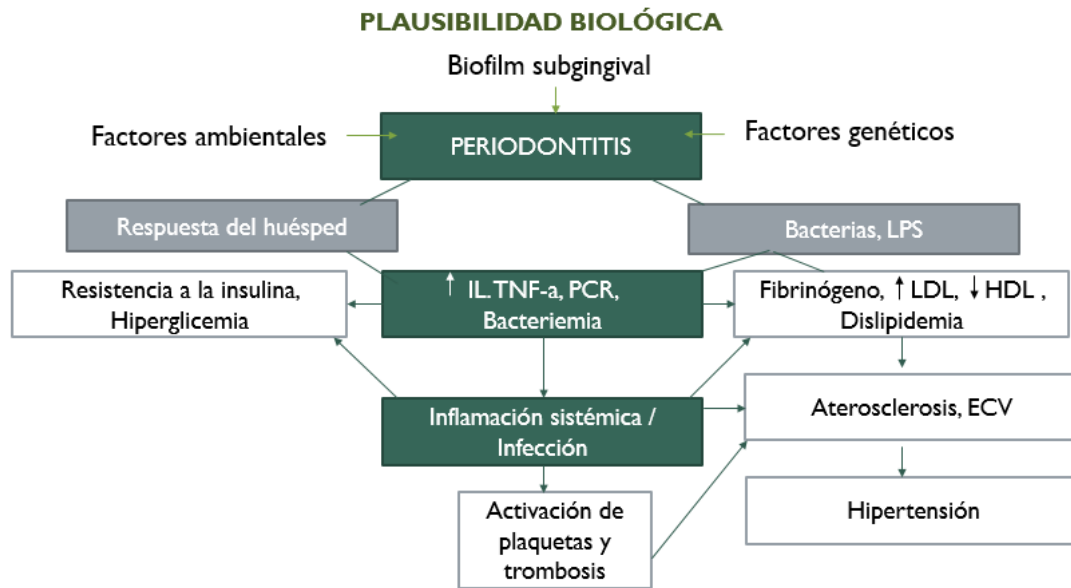 PLAUSIBILIDAD BIOLÓGICA
Biofilm subgingival
Factores ambientales
PERIODONTITIS
Factores genéticos
Respuesta del huésped
Bacterias, LPS
Resistencia a la insulina,
Hiperglicemia
↑ IL. TNF-a, PCR,
Bacteriemia
Fibrinógeno, ↑ LDL, ↓ HDL ,
Dislipidemia
Inflamación sistémica /
Infección
Aterosclerosis, ECV
Activación de
plaquetas y
trombosis
Hipertensión